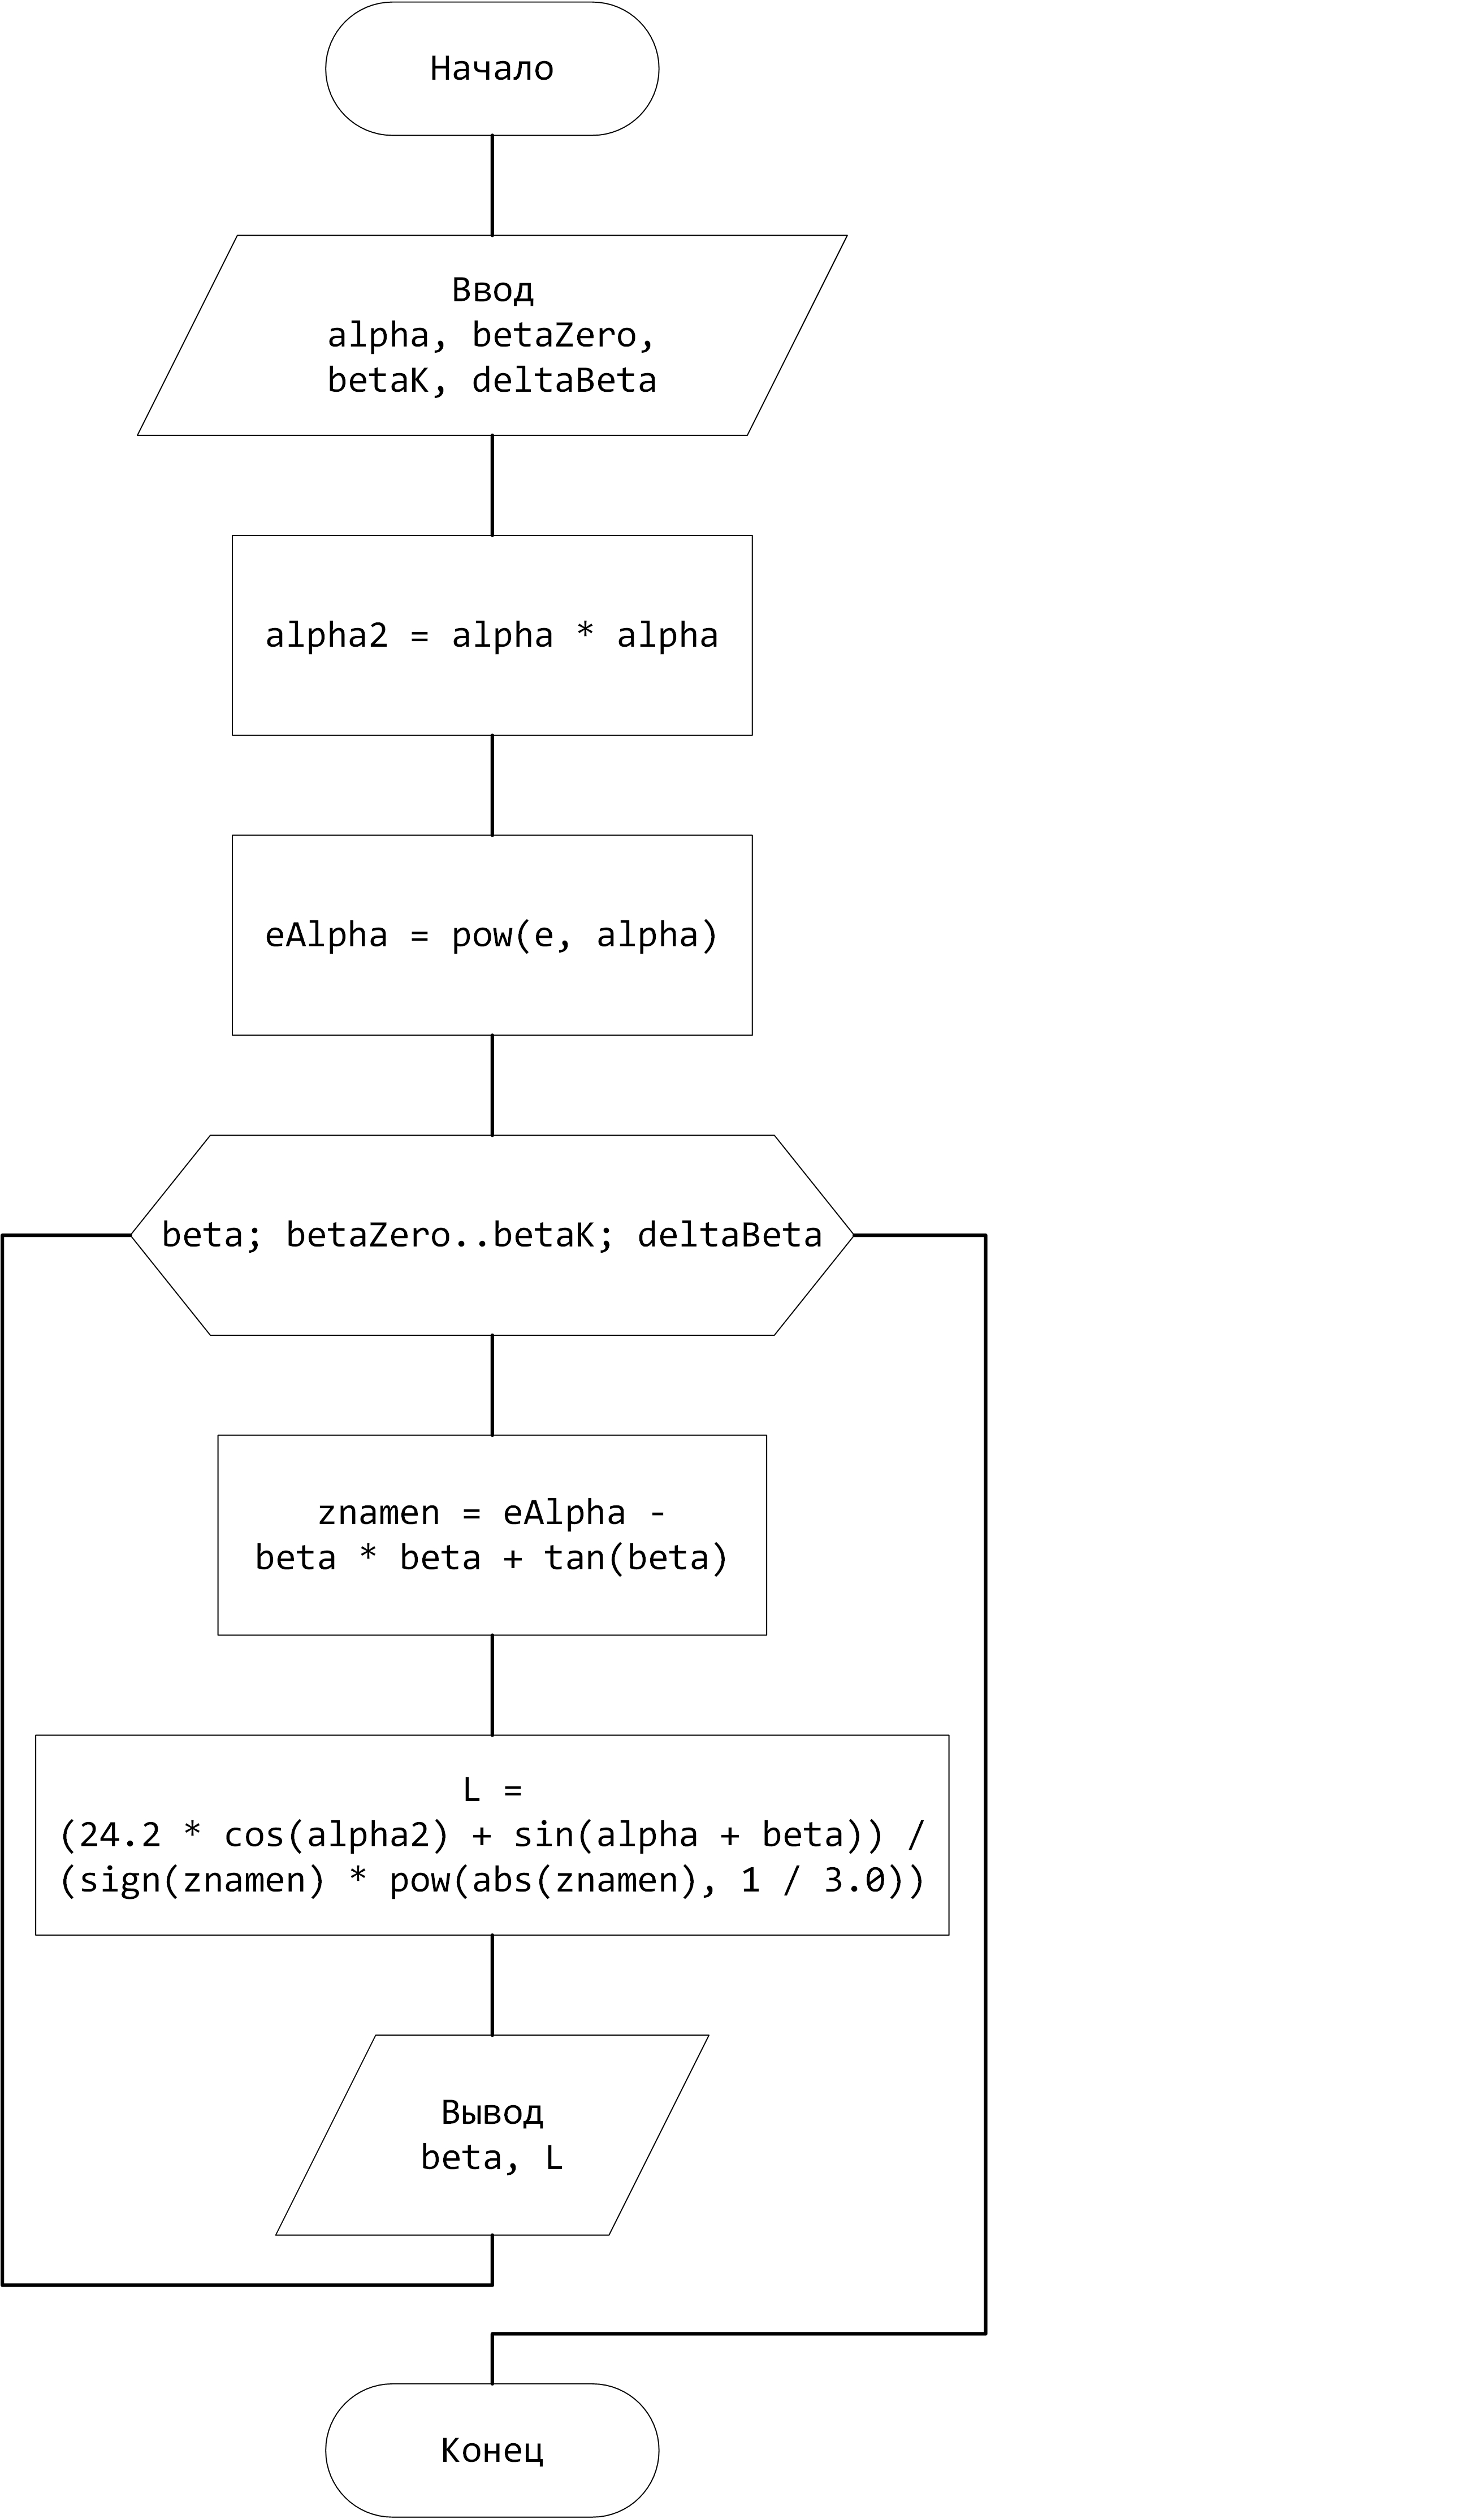 Начало
Ввод
alpha, betaZero,
betaK, deltaBeta
alpha2 = alpha * alpha
eAlpha = pow(e, alpha)
beta; betaZero..betaK; deltaBeta
znamen = eAlpha -
beta * beta + tan(beta)
L =
(24.2 * cos(alpha2) + sin(alpha + beta)) /
(sign(znamen) * pow(abs(znamen), 1 / 3.0))
Вывод
beta, L
Конец